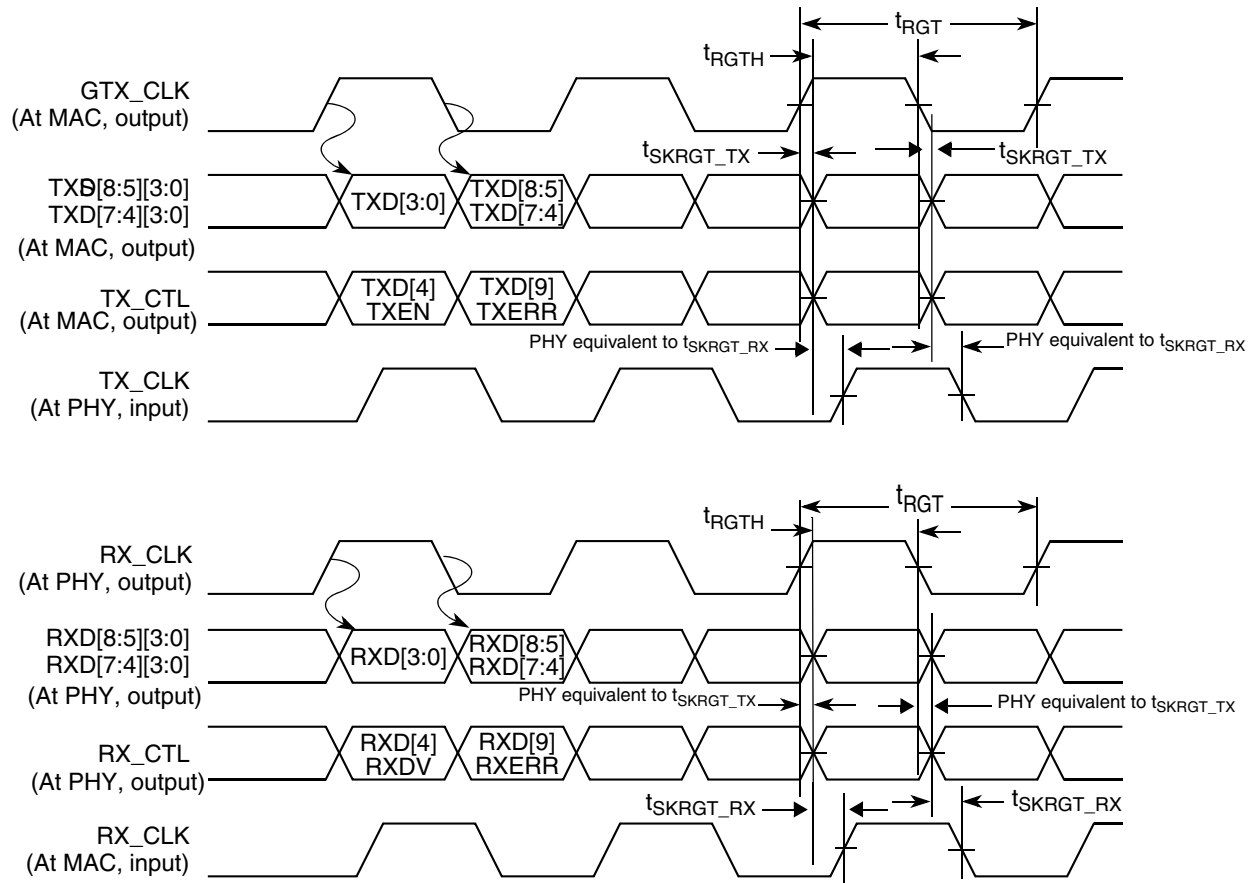 tRGT
tRGTH
GTX_CLK
(At MAC, output)
tSKRGT_TX
tSKRGT_TX
TXD[8:5][3:0]
TXD[7:4][3:0]
(At MAC, output)
TXD[3:0]
TXD[8:5]
TXD[7:4]
TX_CTL
(At MAC, output)
TXD[4]
TXEN
TXD[9]
TXERR
PHY equivalent to tSKRGT_RX
PHY equivalent to tSKRGT_RX
TX_CLK
(At PHY, input)
tRGT
tRGTH
RX_CLK
(At PHY, output)
RXD[8:5][3:0]
RXD[7:4][3:0]
(At PHY, output)
RXD[3:0]
RXD[8:5]
RXD[7:4]
PHY equivalent to tSKRGT_TX
PHY equivalent to tSKRGT_TX
RX_CTL
(At PHY, output)
RXD[4]
RXDV
RXD[9]
RXERR
tSKRGT_RX
tSKRGT_RX
RX_CLK
(At MAC, input)